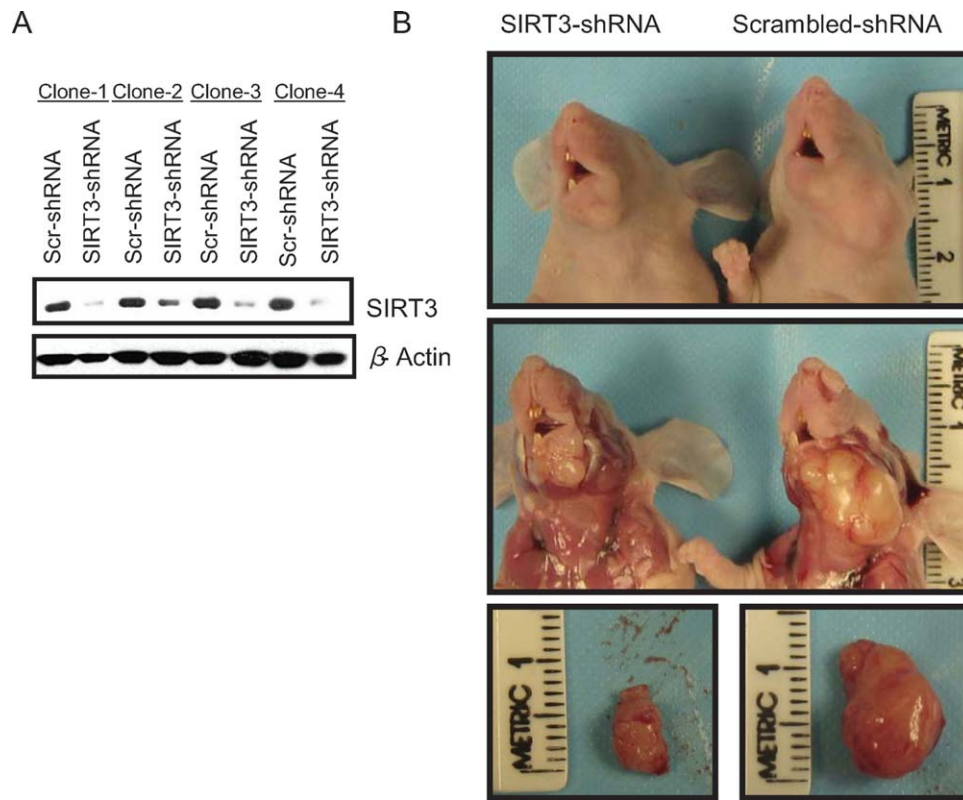 A
B
SIRT3-shRNA
Scrambled-shRNA
Clone-1
Clone-2
Clone-3
Clone-4
Scr-shRNA
SIRT3-shRNA
Scr-shRNA
SIRT3-shRNA
Scr-shRNA
SIRT3-shRNA
Scr-shRNA
SIRT3-shRNA
SIRT3
β- Actin
METRIC 1
2
METRIC 1
3
METRIC 1
METRIC 1